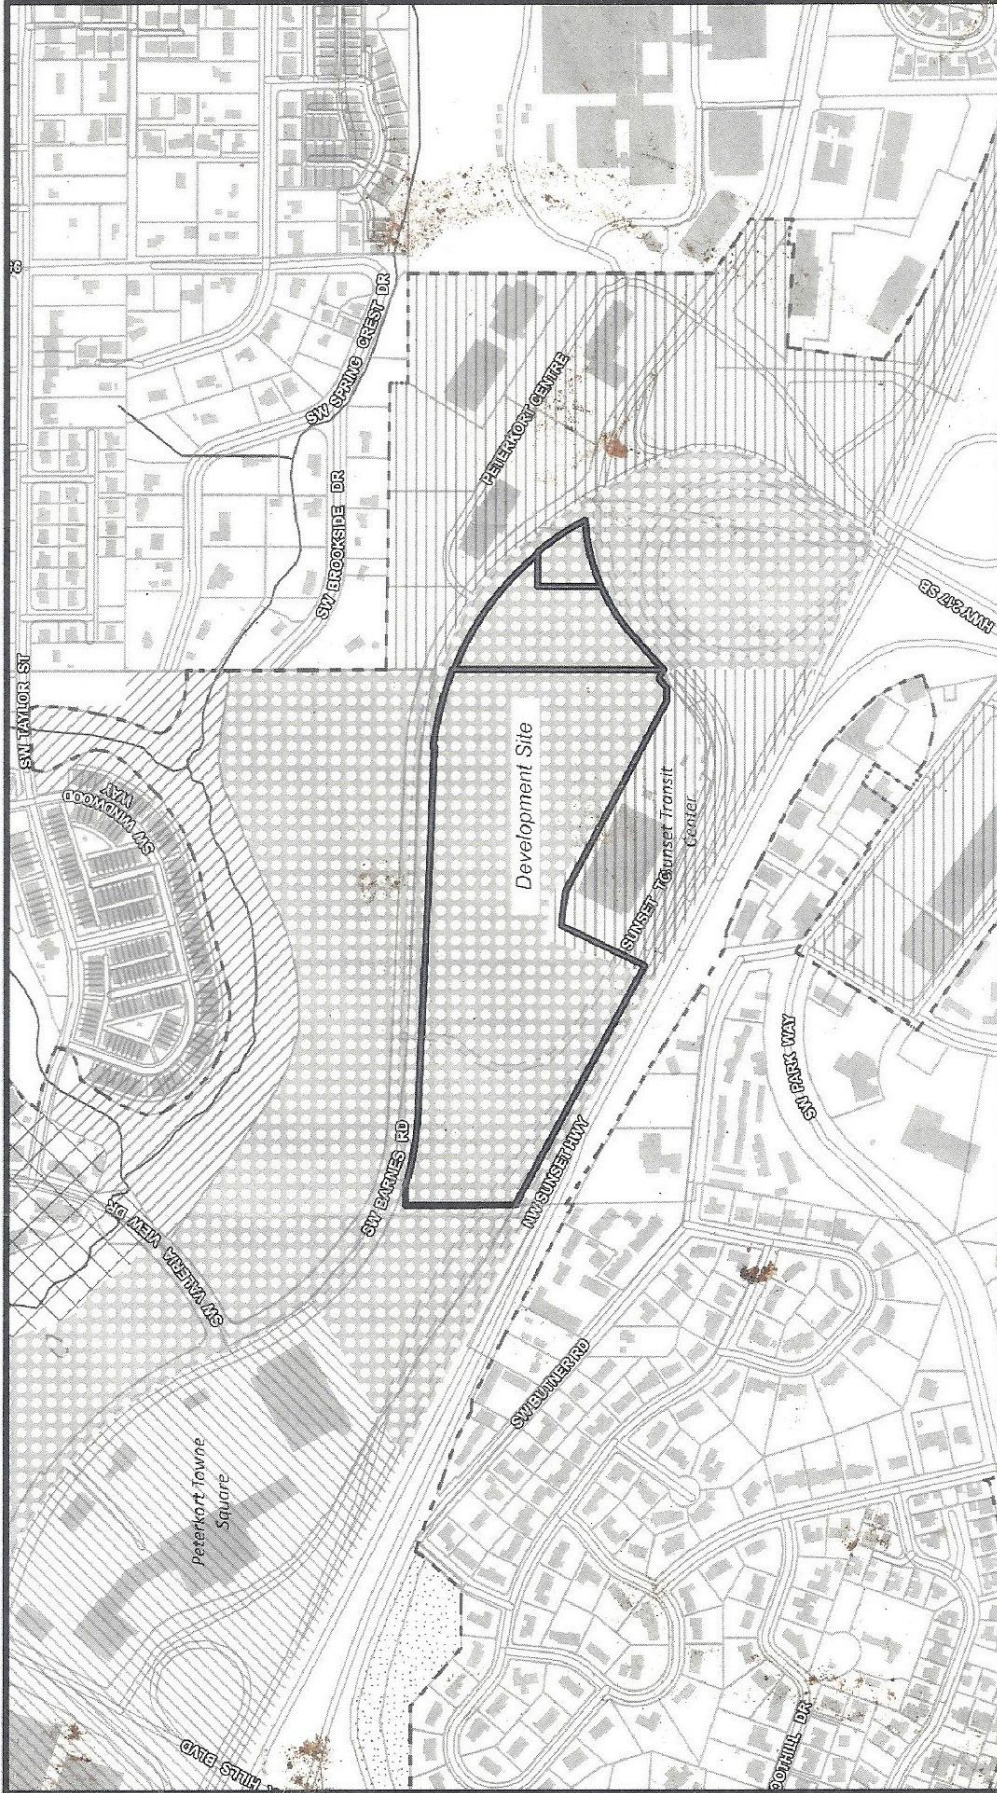 SW TAYLOR ST
SW SPRING CREST DR
SW BROOKSIDE DR
PETERKORT CENTRE
HWY 217 SB
SW WINDWOOD
WAY
Development Site
Sunset Transit
Center
SUNSET TC
SW PARK WAY
SW BARNES RD
NW SUNSET HWY
SW VALERIA VIEW DR
SW BUTNER RD
Peterkort Towne
Square
HILLS BLVD
OOTHILL DR